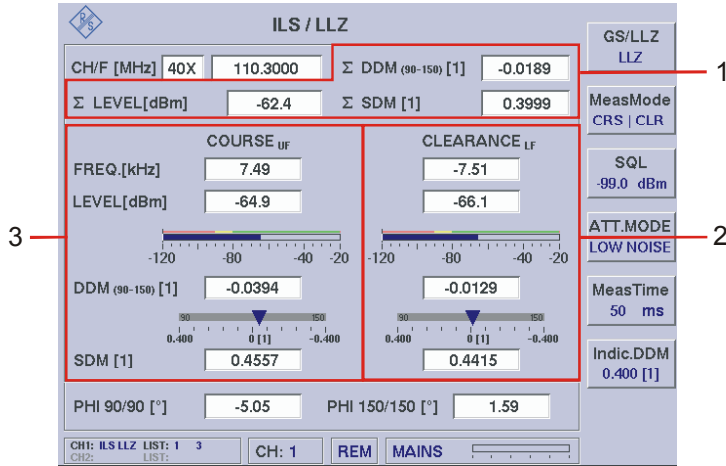 R S
ILS / LLZ
CH/F [MHz] 40X 110.3000 Σ DDM (90-150) [1] -0.0189
Σ LEVEL[dBm] -62.4 Σ SDM [1] 0.3999
COURSE UF CLEARANCE LF
FREQ.[kHz] 7.49 -7.51
LEVEL[dBm] -64.9 -66.1
-120 -80 -40 -20 -120 -80 -40 -20
DDM (90-150) [1] -0.0394 -0.0129
90 150 90 150
0.400 0 [1] -0.400 0.400 0 [1] -0.400
SDM [1] 0.4557 0.4415
PHI 90/90 [°] -5.05 PHI 150/150 [°] 1.59
CH1: ILS LLZ LIST: 1 3
CH2: LIST:
CH: 1 REM MAINS
GS/LLZ
LLZ
MeasMode
CRS | CLR
SQL
-99.0 dBm
ATT.MODE
LOW NOISE
MeasTime
50 ms
Indic.DDM
0.400 [1]
1
2
3